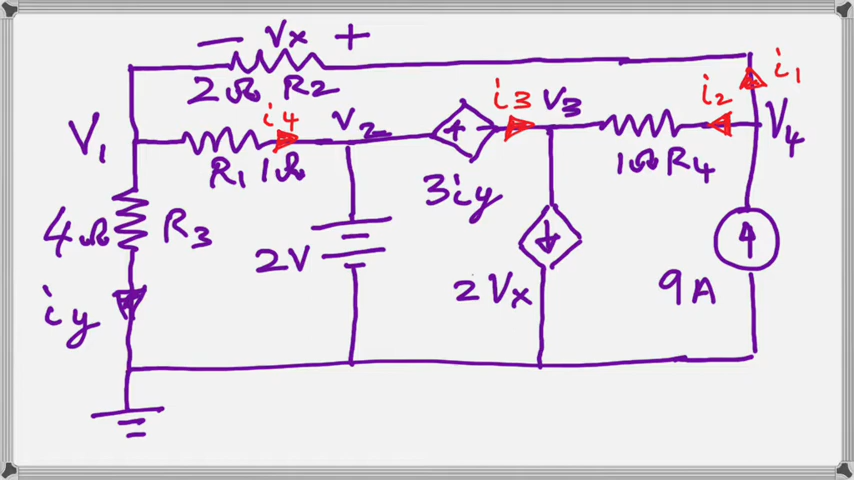 − Vx +
2Ω R2
i1
i4
i3
i2
V1
V2
V3
V4
+ −
R1 1Ω
1Ω R4
3iy
4Ω R3
2V
2Vx
9A
iy